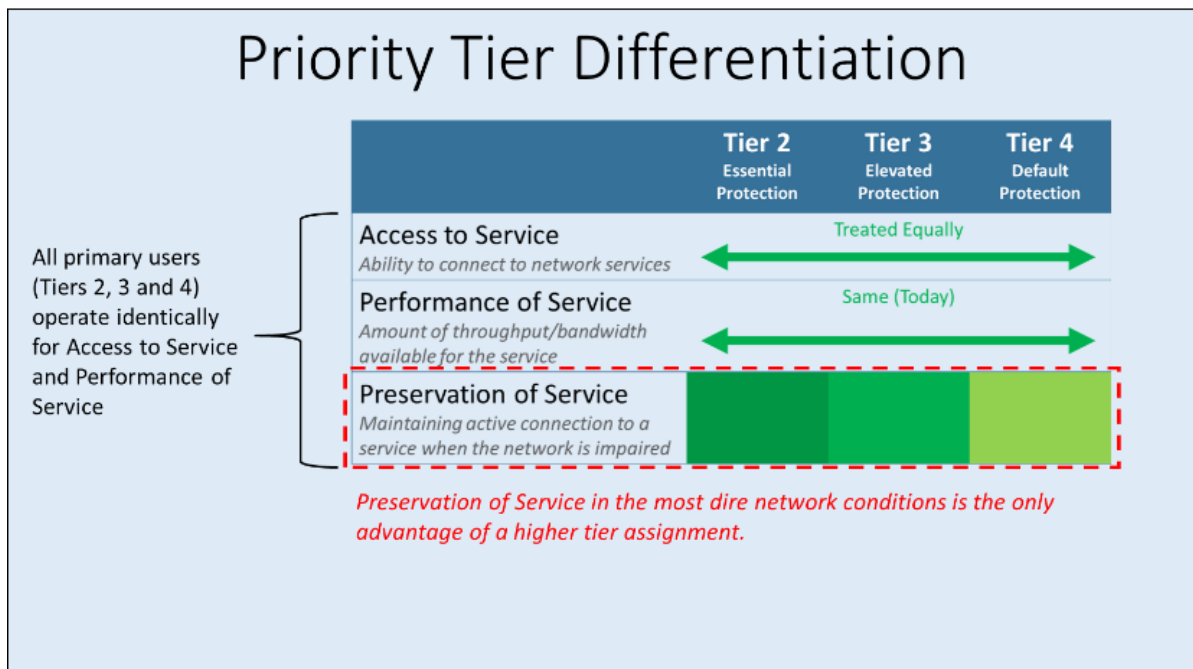 Priority Tier Differentiation
Tier 2
Essential
Protection
Tier 3
Elevated
Protection
Tier 4
Default
Protection
All primary users
(Tiers 2, 3 and 4)
operate identically
for Access to Service
and Performance of
Service
Access to Service
Ability to connect to network services
Treated Equally
Performance of Service
Amount of throughput/bandwidth
available for the service
Same (Today)
Preservation of Service
Maintaining active connection to a
service when the network is impaired
Preservation of Service in the most dire network conditions is the only
advantage of a higher tier assignment.